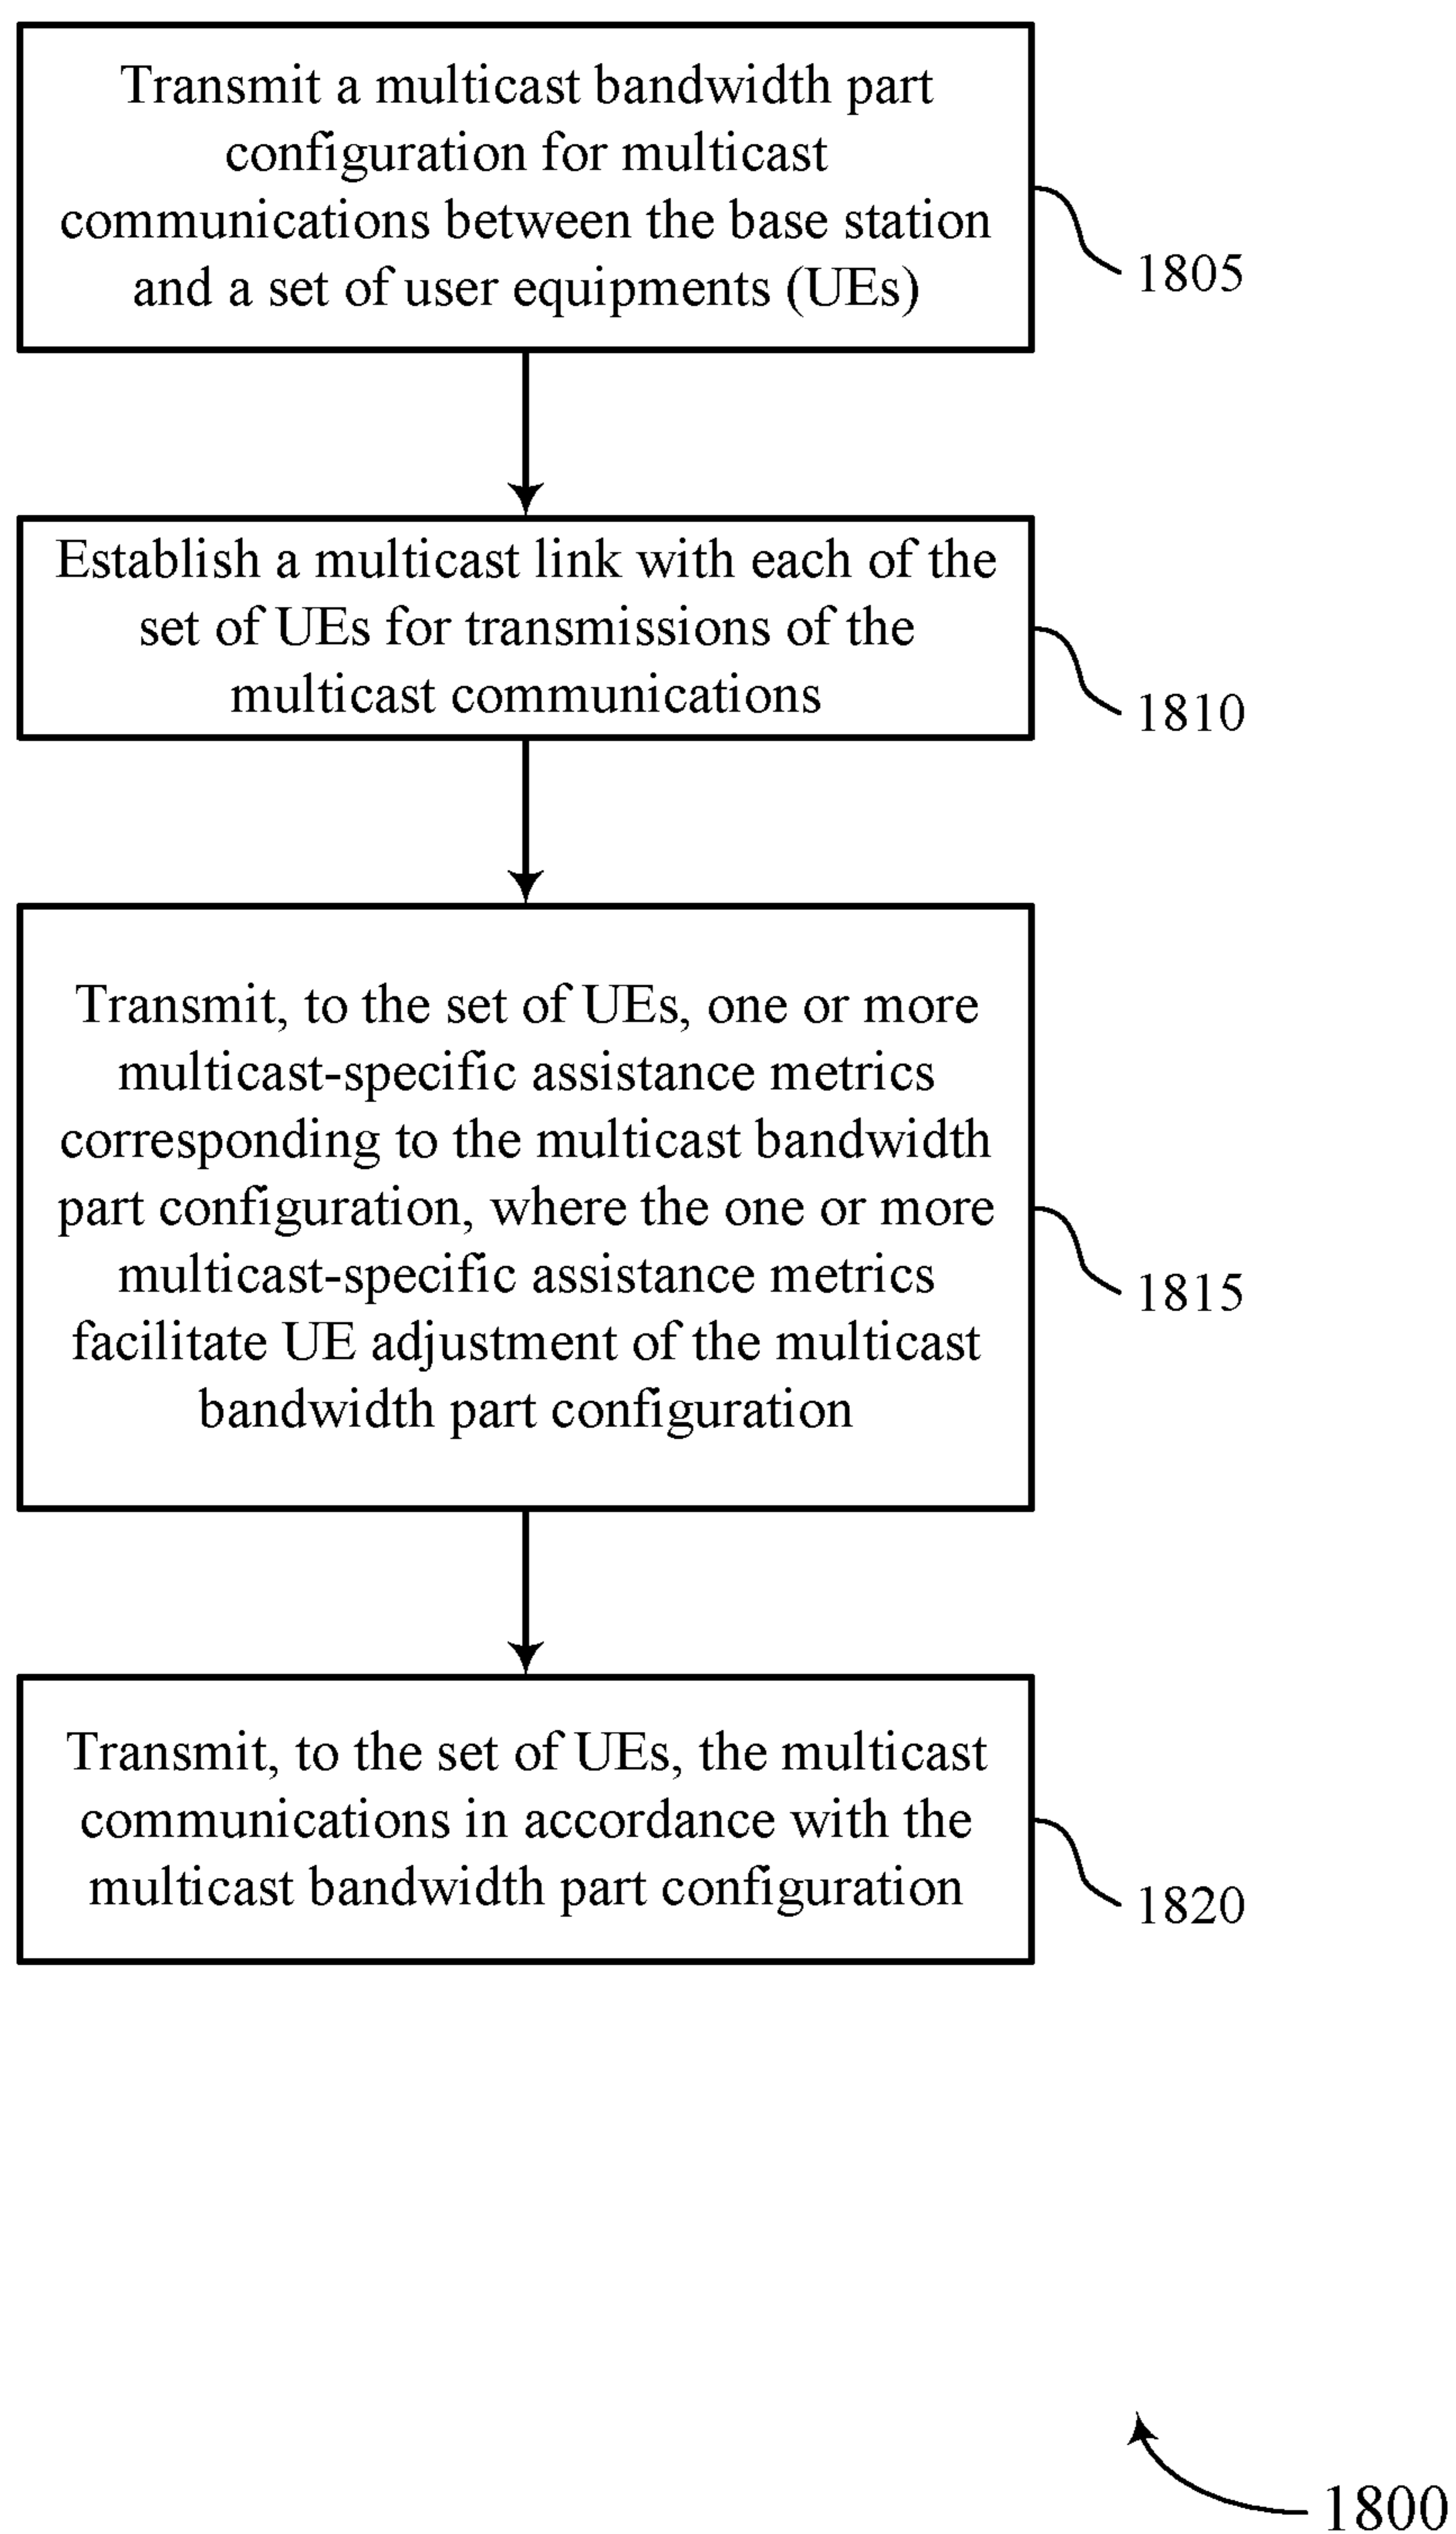 Transmit a multicast bandwidth part
configuration for multicast
communications between the base station
and a set of user equipments (UEs)
1805
Establish a multicast link with each of the
set of UEs for transmissions of the
multicast communications
1810
Transmit, to the set of UEs, one or more
multicast-specific assistance metrics
corresponding to the multicast bandwidth
part configuration, where the one or more
multicast-specific assistance metrics
facilitate UE adjustment of the multicast
bandwidth part configuration
1815
Transmit, to the set of UEs, the multicast
communications in accordance with the
multicast bandwidth part configuration
1820
1800